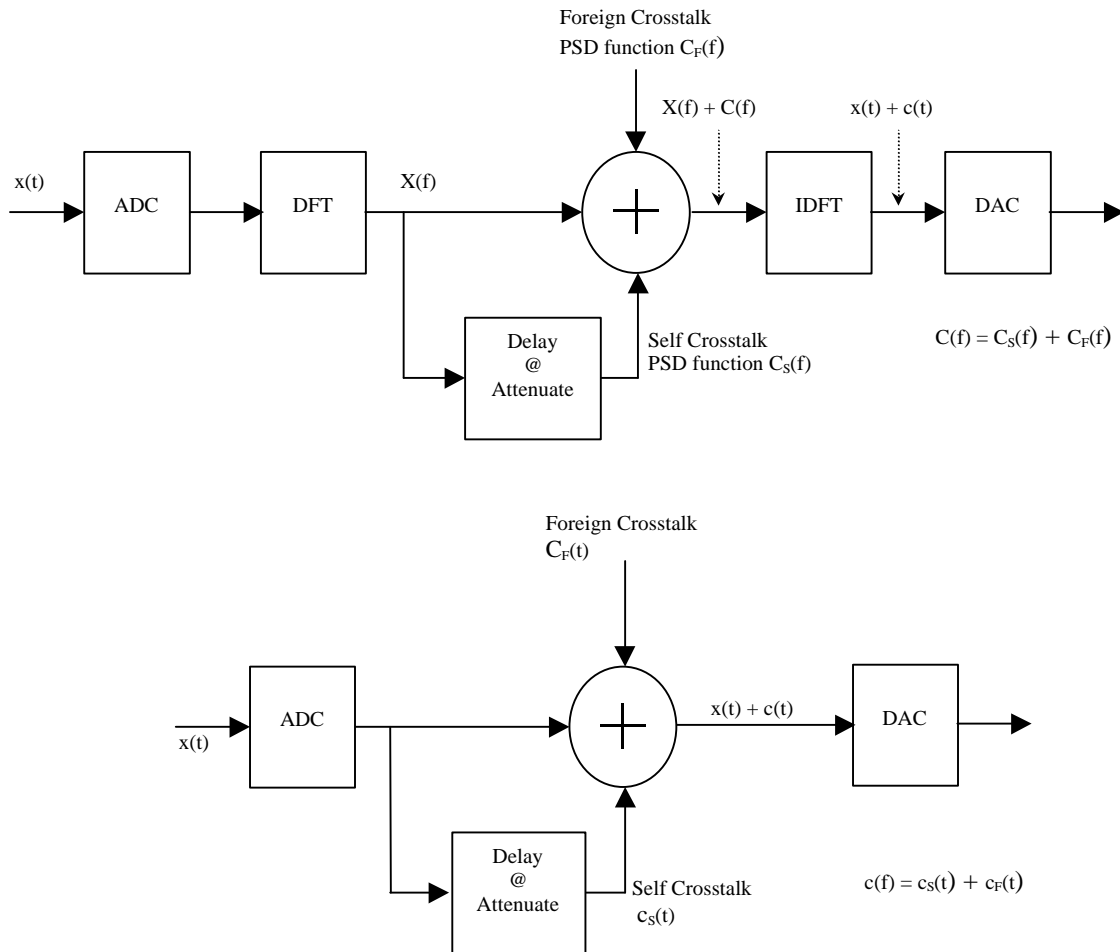 Foreign Crosstalk
PSD function C_F(f)
X(f) + C(f)
x(t) + c(t)
x(t)
ADC
DFT
X(f)
IDFT
DAC
Delay
@
Attenuate
Self Crosstalk
PSD function C_S(f)
C(f) = C_S(f) + C_F(f)
Foreign Crosstalk
C_F(t)
x(t)
ADC
x(t) + c(t)
DAC
Delay
@
Attenuate
Self Crosstalk
c_S(t)
c(f) = c_S(t) + c_F(t)